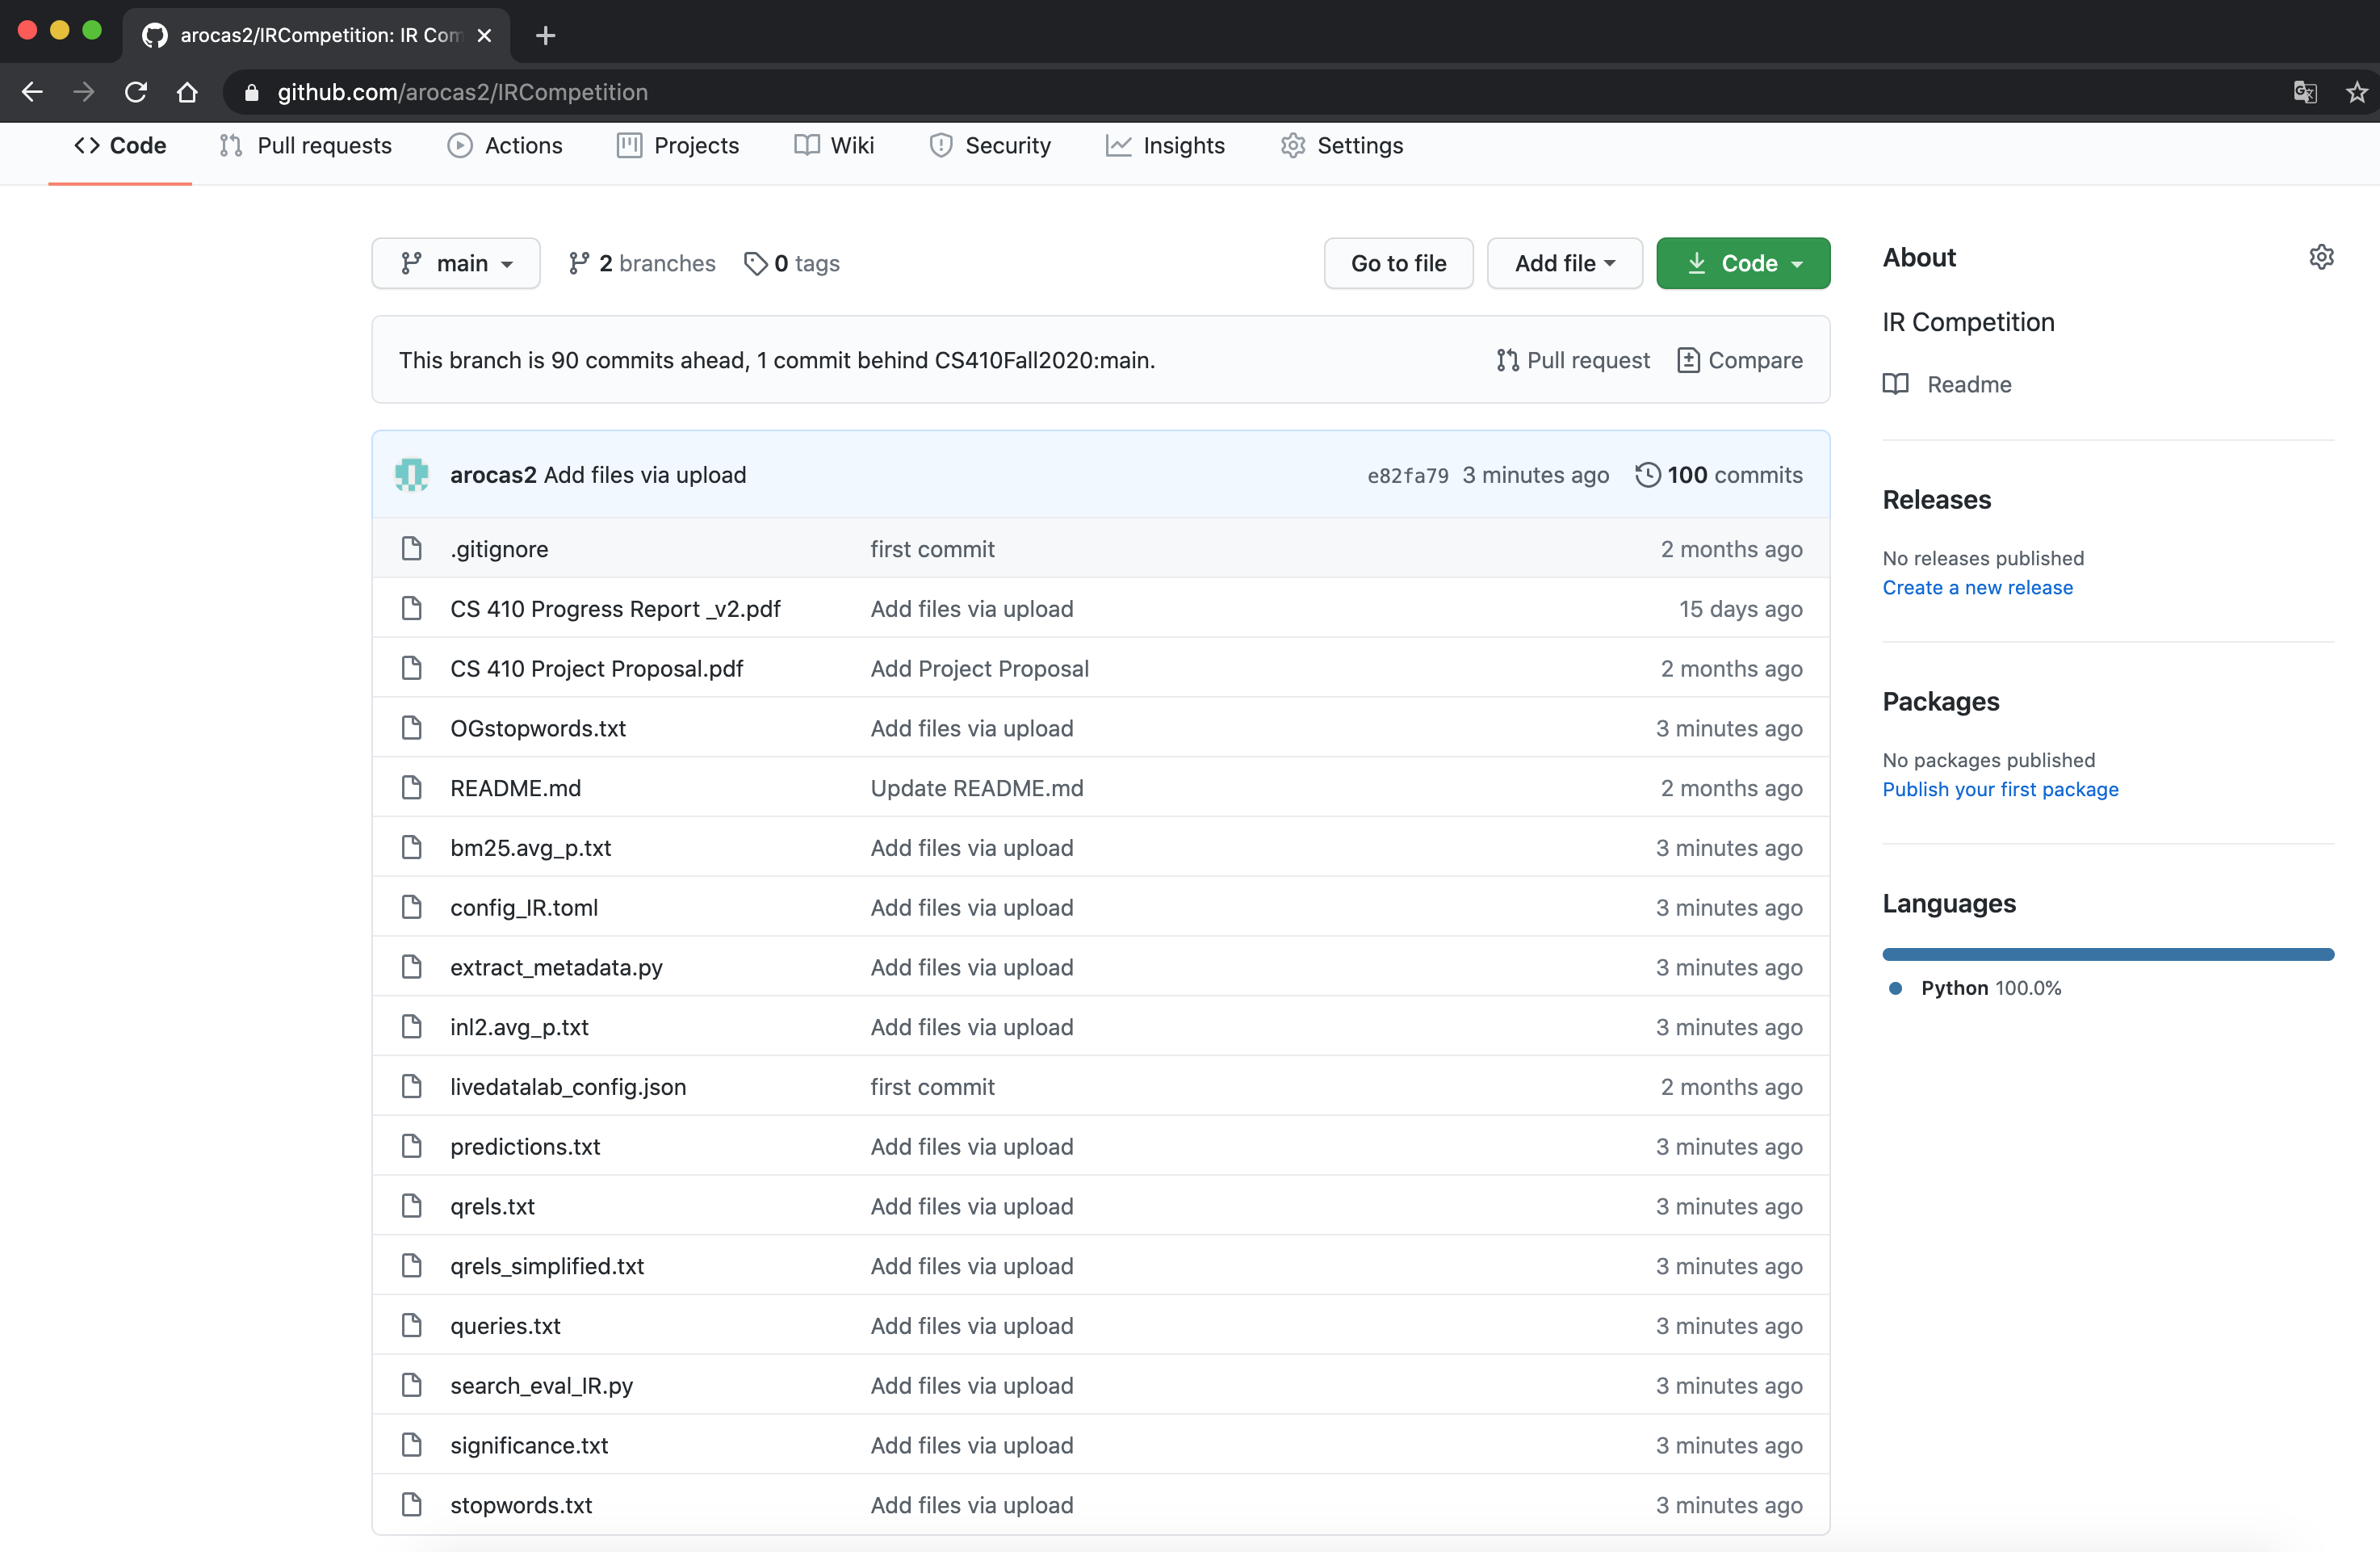 arocas2/IRCompetition: IR Com
github.com/arocas2/IRCompetition
Code Pull requests Actions Projects Wiki Security Insights Settings
main 2 branches 0 tags Go to file Add file Code
This branch is 90 commits ahead, 1 commit behind CS410Fall2020:main. Pull request Compare
arocas2 Add files via upload e82fa79 3 minutes ago 100 commits
.gitignore first commit 2 months ago
CS 410 Progress Report _v2.pdf Add files via upload 15 days ago
CS 410 Project Proposal.pdf Add Project Proposal 2 months ago
OGstopwords.txt Add files via upload 3 minutes ago
README.md Update README.md 2 months ago
bm25.avg_p.txt Add files via upload 3 minutes ago
config_IR.toml Add files via upload 3 minutes ago
extract_metadata.py Add files via upload 3 minutes ago
inl2.avg_p.txt Add files via upload 3 minutes ago
livedatalab_config.json first commit 2 months ago
predictions.txt Add files via upload 3 minutes ago
qrels.txt Add files via upload 3 minutes ago
qrels_simplified.txt Add files via upload 3 minutes ago
queries.txt Add files via upload 3 minutes ago
search_eval_IR.py Add files via upload 3 minutes ago
significance.txt Add files via upload 3 minutes ago
stopwords.txt Add files via upload 3 minutes ago
About
IR Competition
Readme
Releases
No releases published
Create a new release
Packages
No packages published
Publish your first package
Languages
Python 100.0%